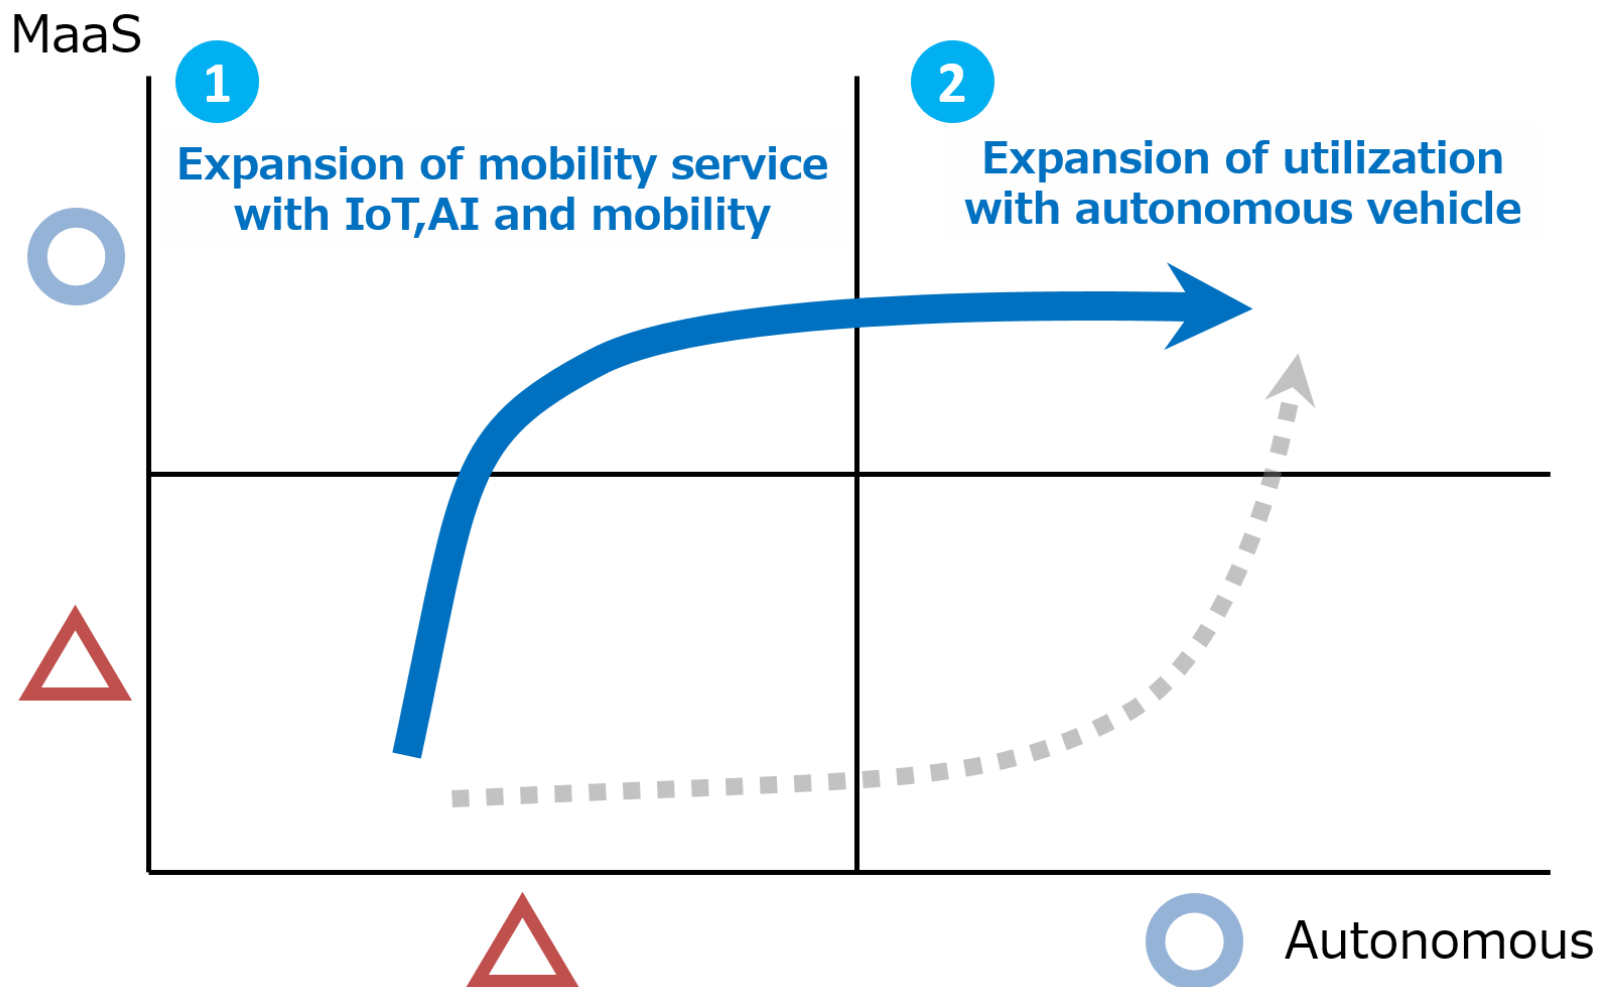 MaaS
1
Expansion of mobility service
with IoT,AI and mobility
2
Expansion of utilization
with autonomous vehicle
Autonomous